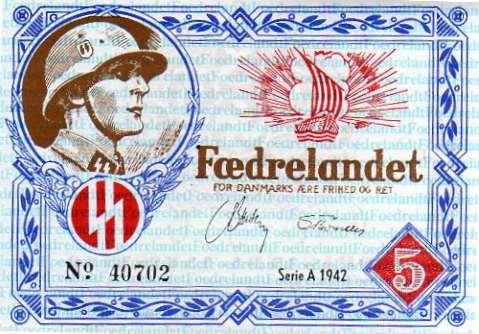 Fædrelandet
FOR DANMARKS ÆRE FRIHED OG RET
Nº 40702
Serie A 1942
5